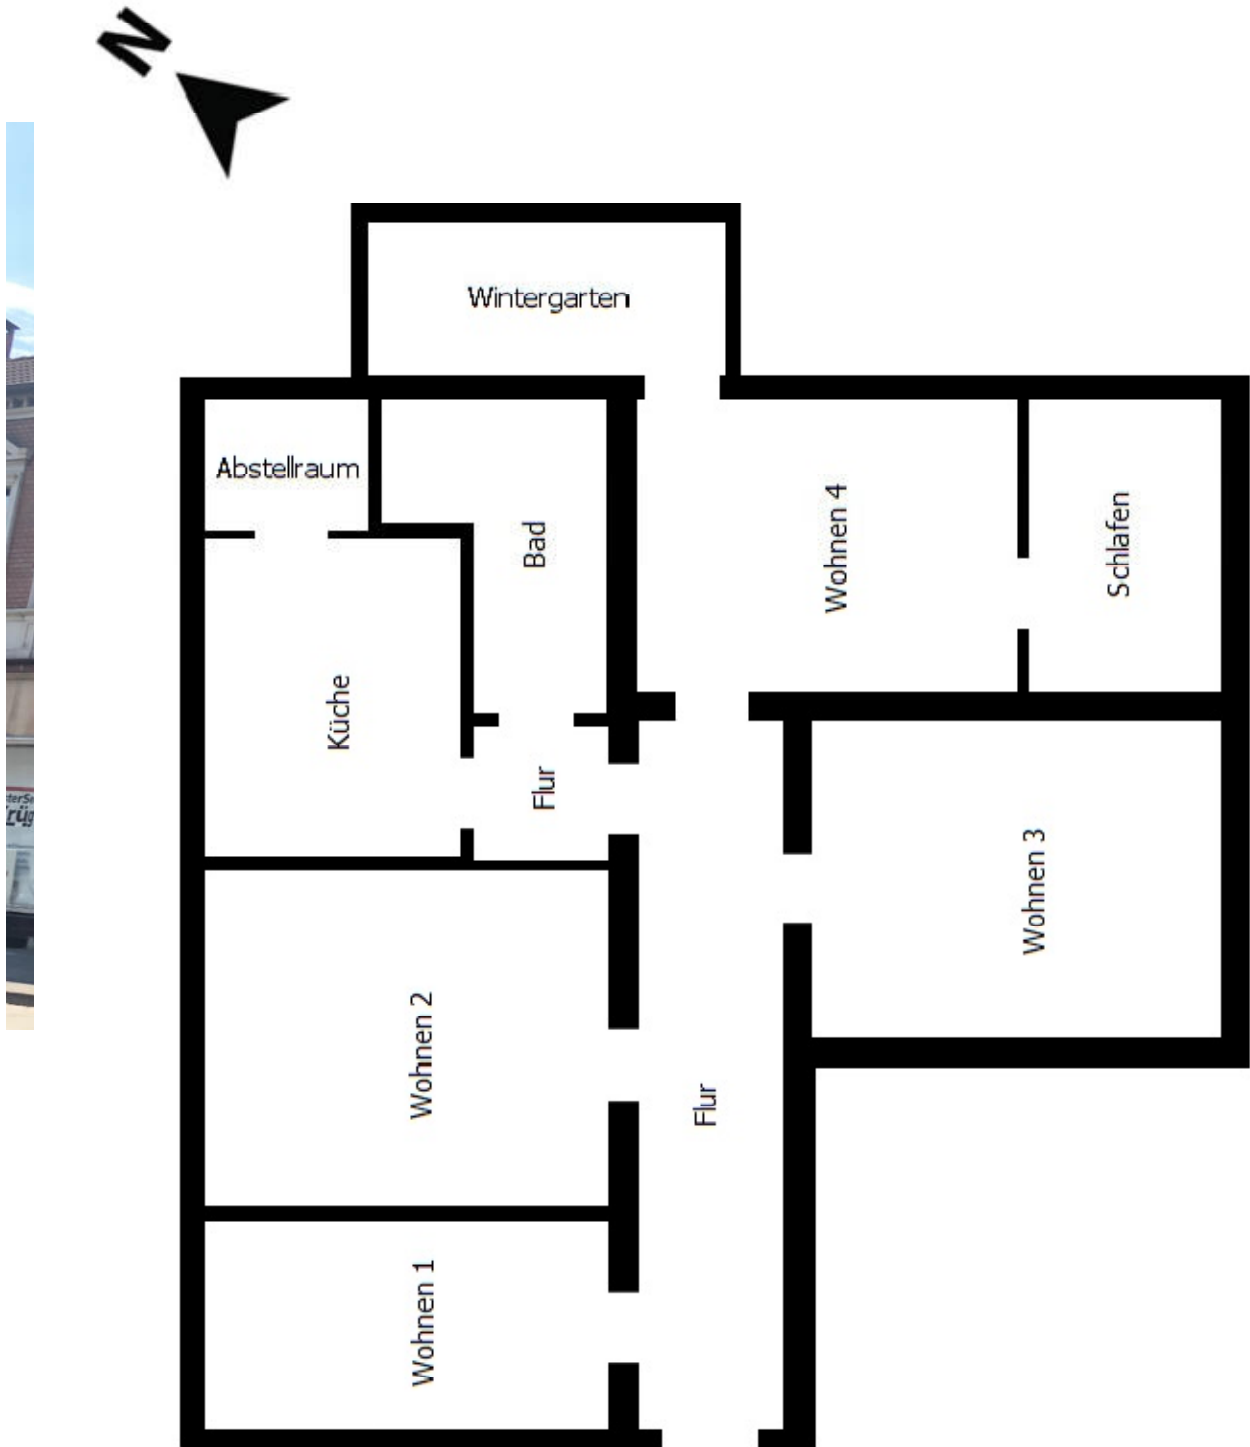 N
Wintergarten
Abstellraum
Bad
Wohnen 4
Schlafen
Küche
Flur
Wohnen 3
Wohnen 2
Flur
Wohnen 1